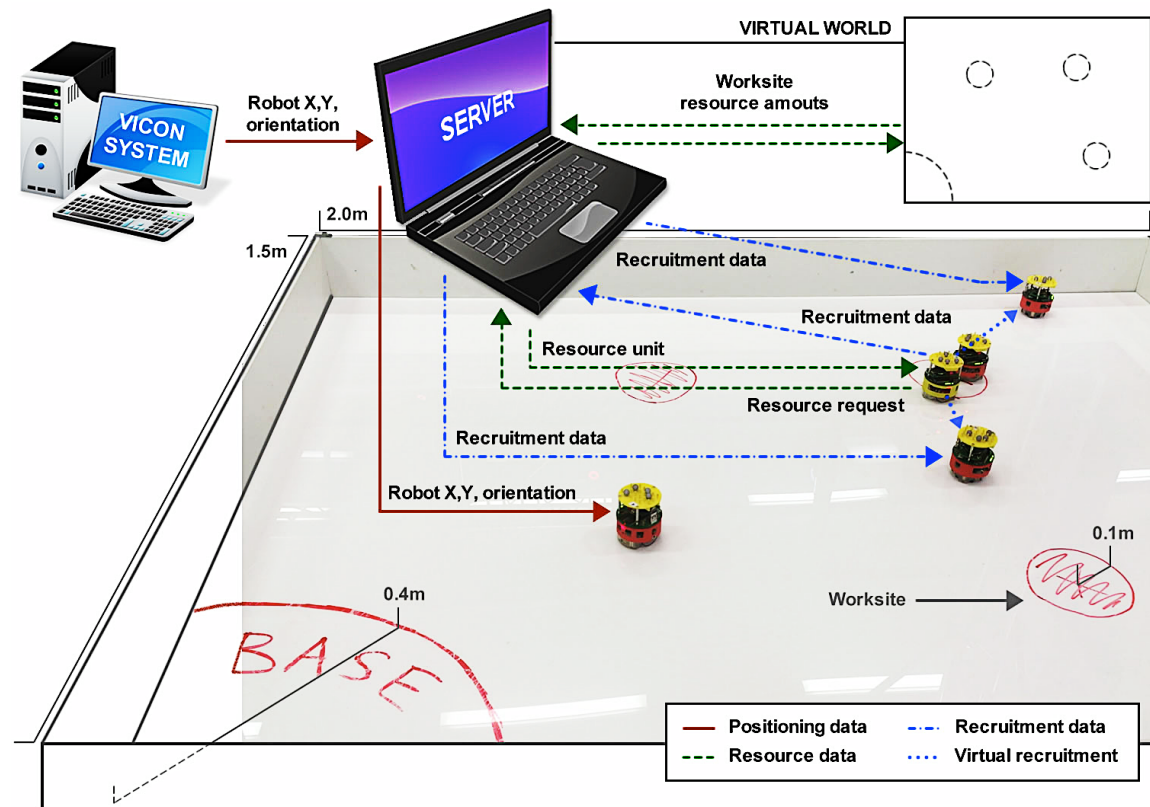 VIRTUAL WORLD
Robot X,Y,
orientation
VICON
SYSTEM
SERVER
Worksite
resource amouts
2.0m
1.5m
Recruitment data
Recruitment data
Resource unit
Resource request
Recruitment data
Robot X,Y, orientation
0.1m
Worksite
0.4m
BASE
Positioning data
Recruitment data
Resource data
Virtual recruitment